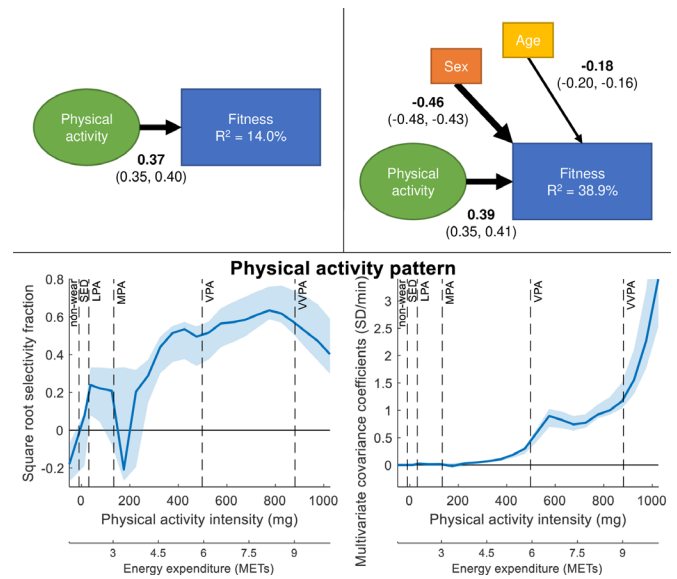 Physical
activity
0.37
(0.35, 0.40)
Fitness
R² = 14.0%
Sex
Age
-0.46
(-0.48, -0.43)
-0.18
(-0.20, -0.16)
Physical
activity
0.39
(0.35, 0.41)
Fitness
R² = 38.9%
Physical activity pattern
Square root selectivity fraction
0.8
0.6
0.4
0.2
0
-0.2
non-wear
SED
LPA
MPA
VPA
VVPA
0 200 400 600 800 1000
Physical activity intensity (mg)
3 4.5 6 7.5 9
Energy expenditure (METs)
Multivariate covariance coefficients (SD/min)
3
2.5
2
1.5
1
0.5
0
non-wear
SED
LPA
MPA
VPA
VVPA
0 200 400 600 800 1000
Physical activity intensity (mg)
3 4.5 6 7.5 9
Energy expenditure (METs)